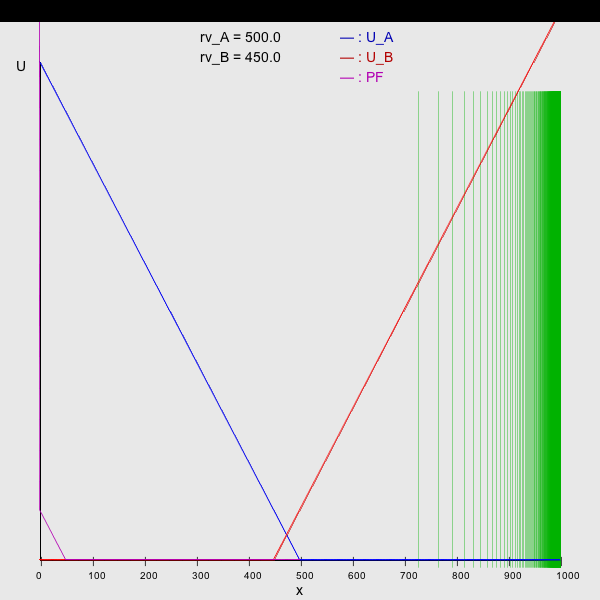 rv_A = 500.0 — : U_A
rv_B = 450.0 — : U_B
— : PF
U
0 100 200 300 400 500 600 700 800 900 1000
x